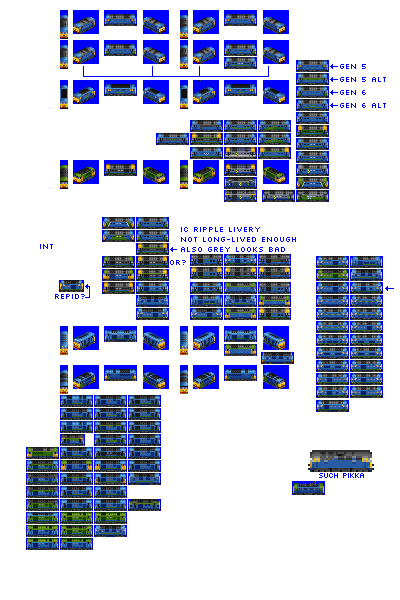 ←GEN 5
←GEN 5 ALT
←GEN 6
←GEN 6 ALT
IC RIPPLE LIVERY
NOT LONG-LIVED ENOUGH
←ALSO GREY LOOKS BAD
INT
OR?
REPID?
SUCH PIKKA